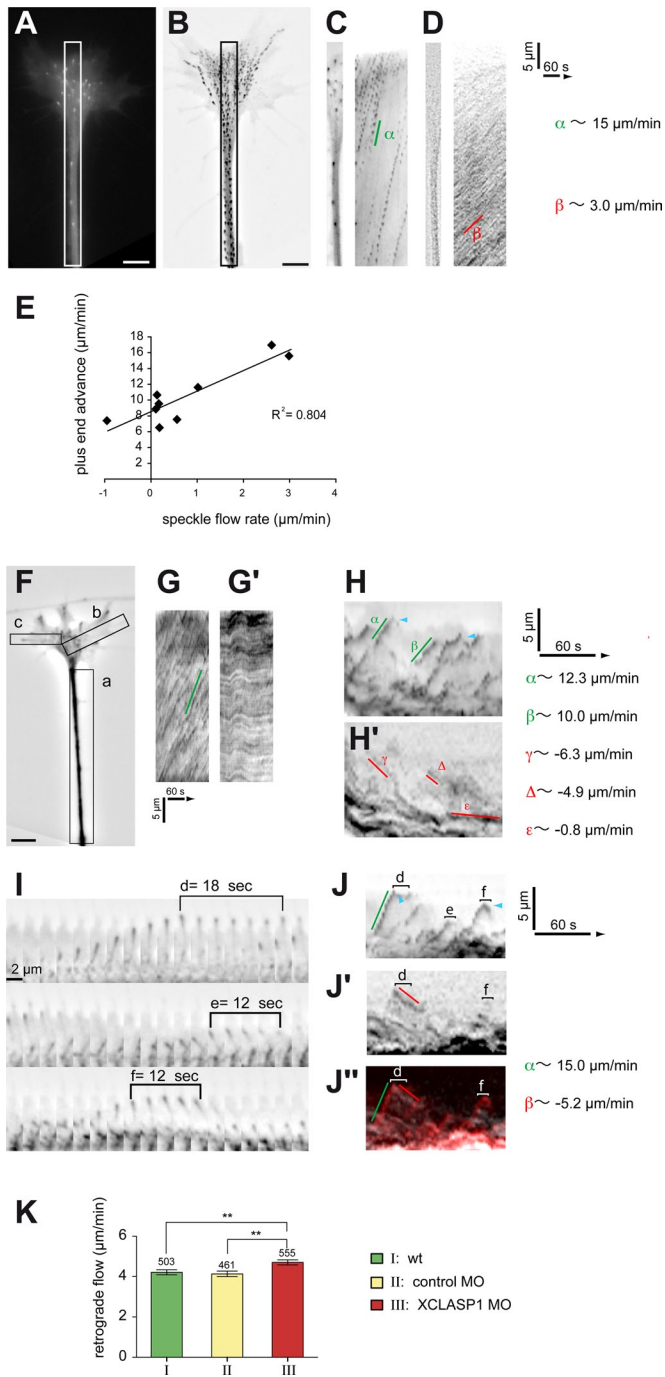 A
B
C
D
α
β
5 µm
60 s
α ~ 15 µm/min
β ~ 3.0 µm/min
E
plus end advance (µm/min)
18
16
14
12
10
8
6
4
2
R²= 0.804
-1
0
1
2
3
4
speckle flow rate (µm/min)
F
c
b
a
G
G'
60 s
5 µm
H
α
β
H'
γ
Δ
ε
5 µm
60 s
α~ 12.3 µm/min
β~ 10.0 µm/min
γ~ -6.3 µm/min
Δ~ -4.9 µm/min
ε~ -0.8 µm/min
I
d= 18 sec
2 µm
e= 12 sec
f= 12 sec
J
d
e
f
5 µm
60 s
J'
d
f
J"
d
f
α~ 15.0 µm/min
β~ -5.2 µm/min
K
retrograde flow (µm/min)
6
4
2
0
**
**
503
461
555
I
II
III
I: wt
II: control MO
III: XCLASP1 MO